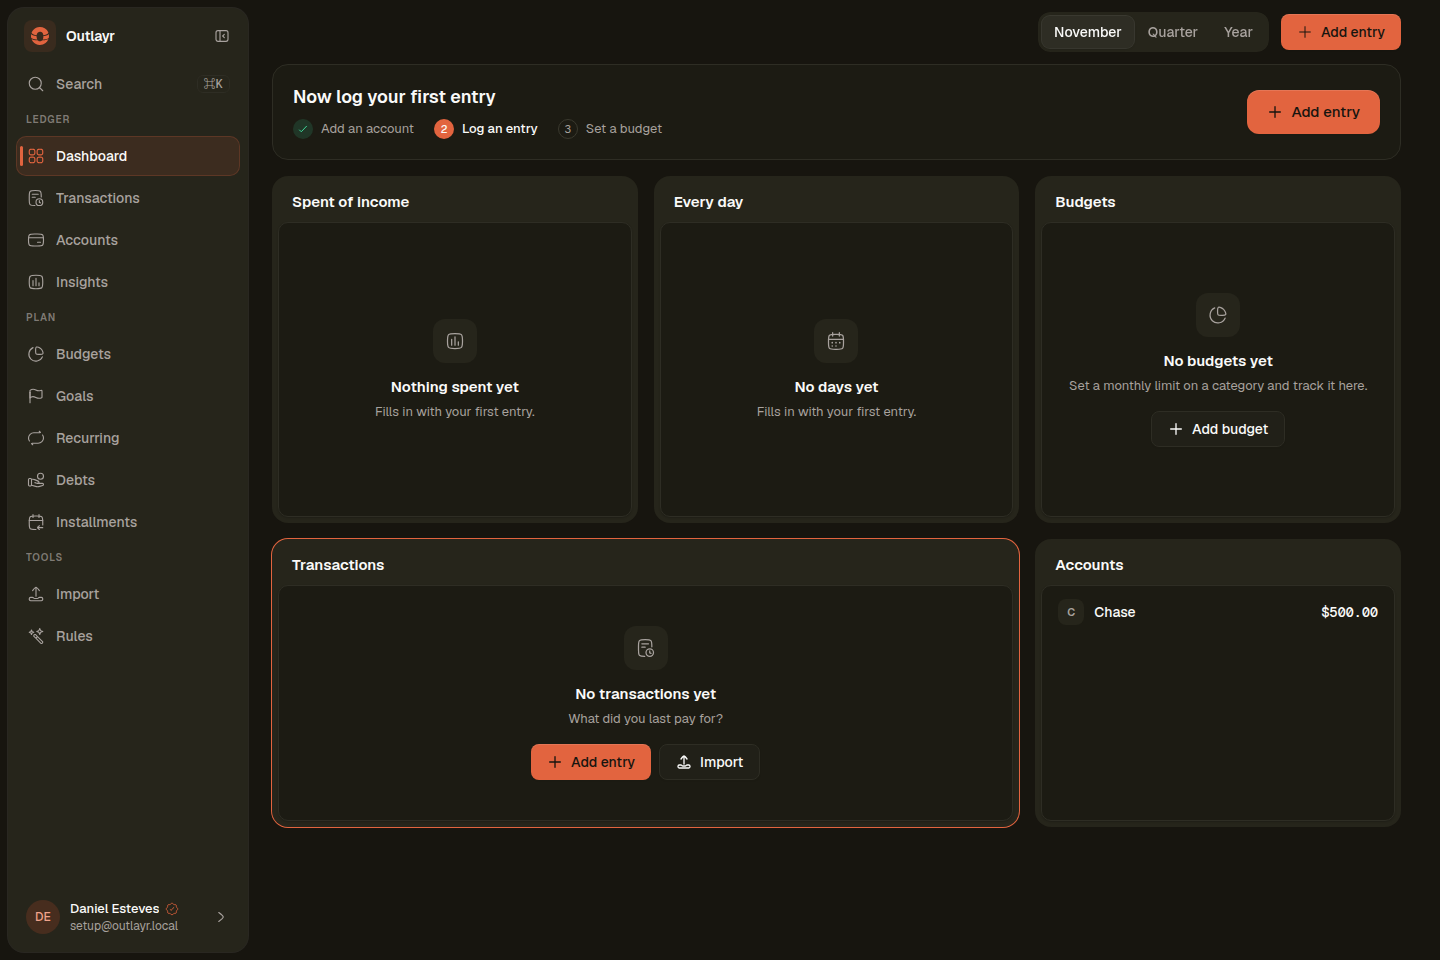 Outlayr
Search ⌘K
LEDGER
Dashboard
Transactions
Accounts
Insights
PLAN
Budgets
Goals
Recurring
Debts
Installments
TOOLS
Import
Rules
DE
Daniel Esteves
setup@outlayr.local
November Quarter Year
Add entry
Now log your first entry
Add an account 2 Log an entry 3 Set a budget
Add entry
Spent of income
Nothing spent yet
Fills in with your first entry.
Every day
No days yet
Fills in with your first entry.
Budgets
No budgets yet
Set a monthly limit on a category and track it here.
Add budget
Transactions
No transactions yet
What did you last pay for?
Add entry Import
Accounts
C Chase $500.00